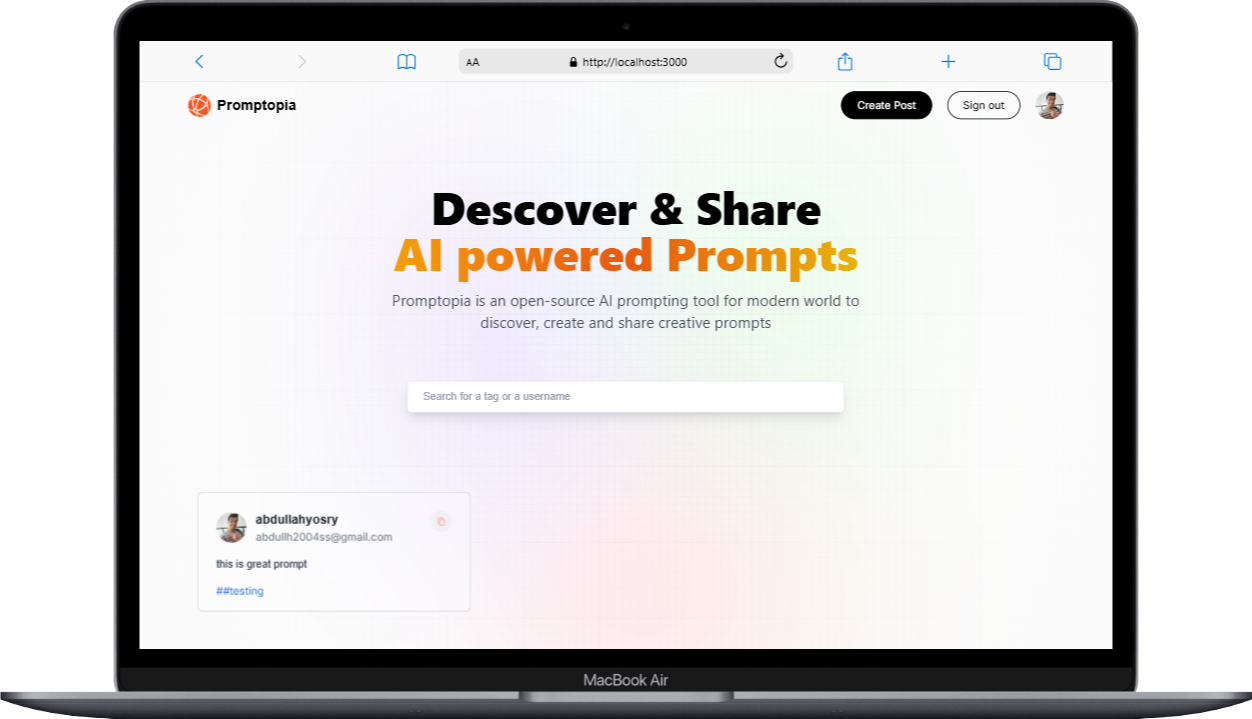 AA
http://localhost:3000
Promptopia
Create Post
Sign out
Descover & Share
AI powered Prompts
Promptopia is an open-source AI prompting tool for modern world to
discover, create and share creative prompts
Search for a tag or a username
abdullahyosry
abdullh2004ss@gmail.com
this is great prompt
##testing
MacBook Air